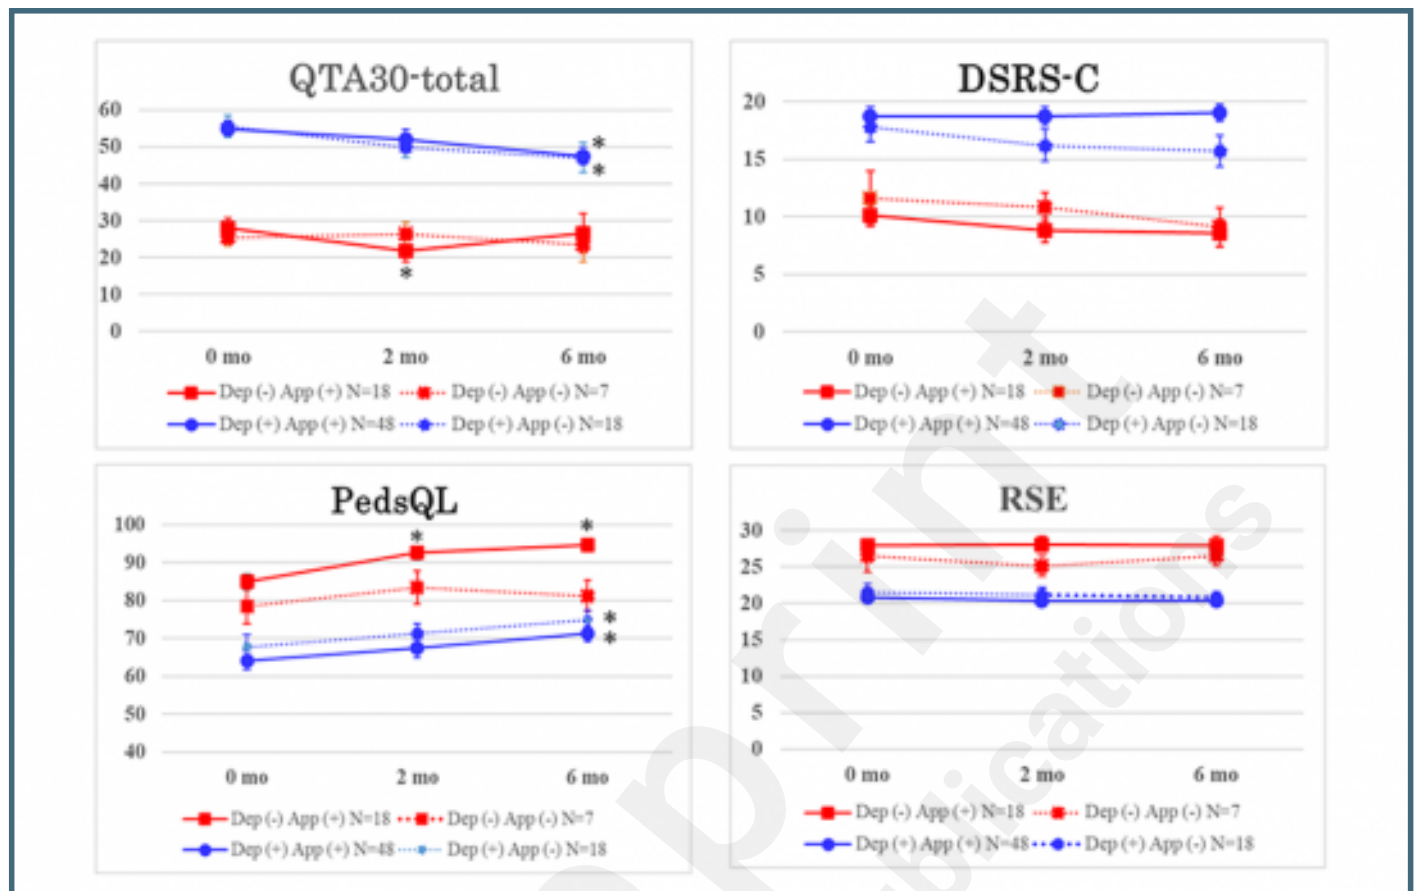 QTA30-total
60
50
40
30
20
10
0
*
*
*
0 mo 2 mo 6 mo
Dep (-) App (+) N=18 Dep (-) App (-) N=7
Dep (+) App (+) N=48 Dep (+) App (-) N=18
DSRS-C
20
15
10
5
0
0 mo 2 mo 6 mo
Dep (-) App (+) N=18 Dep (-) App (-) N=7
Dep (+) App (+) N=48 Dep (+) App (-) N=18
PedsQL
100
90
80
70
60
50
40
* *
*
*
0 mo 2 mo 6 mo
Dep (-) App (+) N=18 Dep (-) App (-) N=7
Dep (+) App (+) N=48 Dep (+) App (-) N=18
RSE
30
25
20
15
10
5
0
0 mo 2 mo 6 mo
Dep (-) App (+) N=18 Dep (-) App (-) N=7
Dep (+) App (+) N=48 Dep (+) App (-) N=18